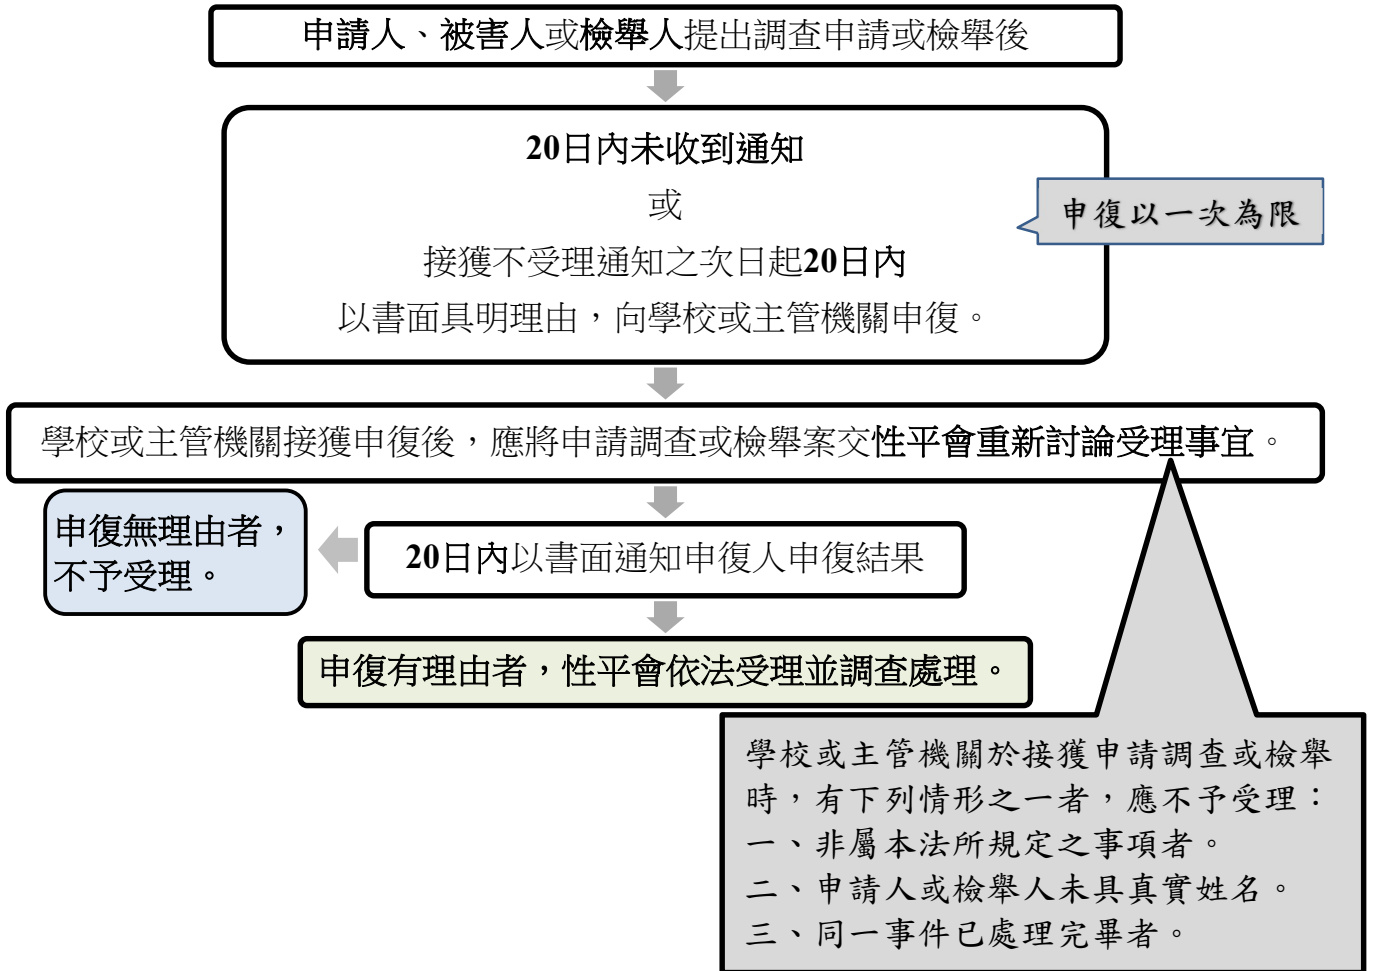 申請人、被害人或檢舉人提出調查申請或檢舉後
20日內未收到通知
或
接獲不受理通知之次日起20日內
以書面具明理由，向學校或主管機關申復。
申復以一次為限
學校或主管機關接獲申復後，應將申請調查或檢舉案交性平會重新討論受理事宜。
申復無理由者，
不予受理。
20日內以書面通知申復人申復結果
申復有理由者，性平會依法受理並調查處理。
學校或主管機關於接獲申請調查或檢舉
時，有下列情形之一者，應不予受理：
一、非屬本法所規定之事項者。
二、申請人或檢舉人未具真實姓名。
三、同一事件已處理完畢者。